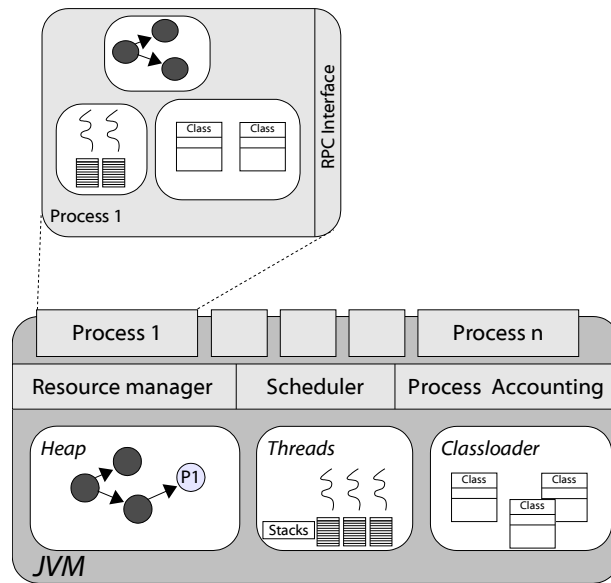 Class Class
RPC Interface
Process 1
Process 1 Process n
Resource manager Scheduler Process Accounting
Heap Threads Classloader
P1
Class Class
Class
Stacks
JVM